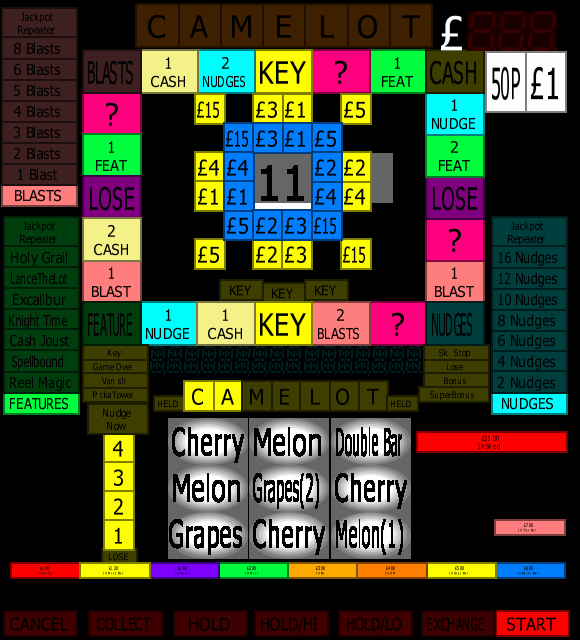 Jackpot
Repeater
8 Blasts
6 Blasts
5 Blasts
4 Blasts
3 Blasts
2 Blasts
1 Blast
BLASTS
C A M E L O T
£
50P £1
BLASTS
1 CASH
2 NUDGES
KEY
?
1 FEAT
CASH
?
1 FEAT
LOSE
2 CASH
1 BLAST
1 NUDGE
2 FEAT
LOSE
?
1 BLAST
£15 £3 £1 £5
£15 £3 £1 £5
£4 £4 £2 £2
11
£1 £1 £4 £4
£5 £2 £3 £15
£5 £2 £3 £15
KEY KEY KEY
FEATURE
1 NUDGE
1 CASH
KEY
2 BLASTS
?
NUDGES
Jackpot
Repeater
Holy Grail
LanceTheLot
Excalibur
Knight Time
Cash Joust
Spellbound
Reel Magic
FEATURES
Jackpot
Repeater
16 Nudges
12 Nudges
10 Nudges
8 Nudges
6 Nudges
4 Nudges
2 Nudges
NUDGES
Key
GameOver
Vanish
PickaTower
Nudge
Now
Sk Stop
Lose
Bonus
SuperBonus
HELD C A M E L O T HELD
4
3
2
1
LOSE
Cherry Melon Double Bar
Melon Grapes(2) Cherry
Grapes Cherry Melon(1)
CANCEL COLLECT HOLD HOLD/HI HOLD/LO EXCHANGE START